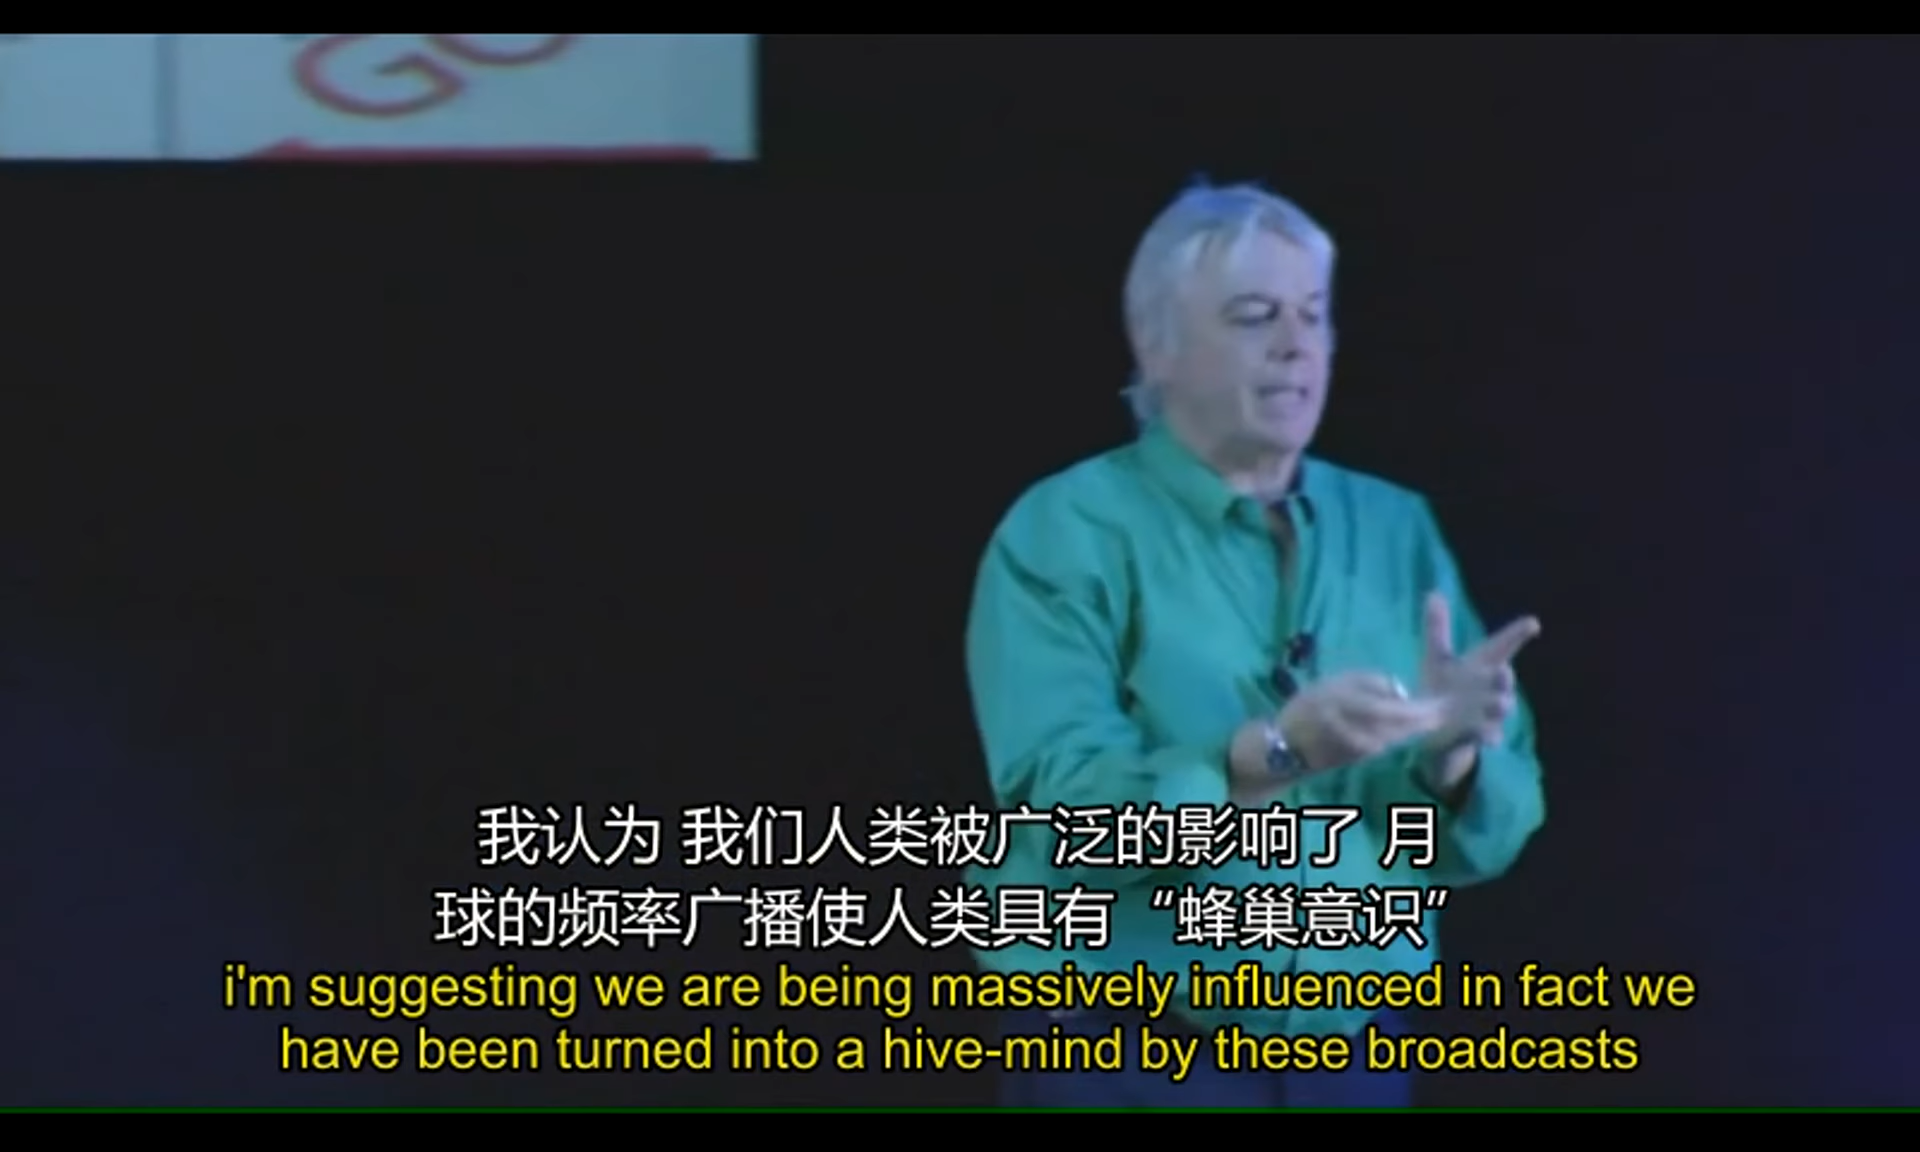 GO
我认为 我们人类被广泛的影响了 月
球的频率广播使人类具有“蜂巢意识”
i'm suggesting we are being massively influenced in fact we
have been turned into a hive-mind by these broadcasts